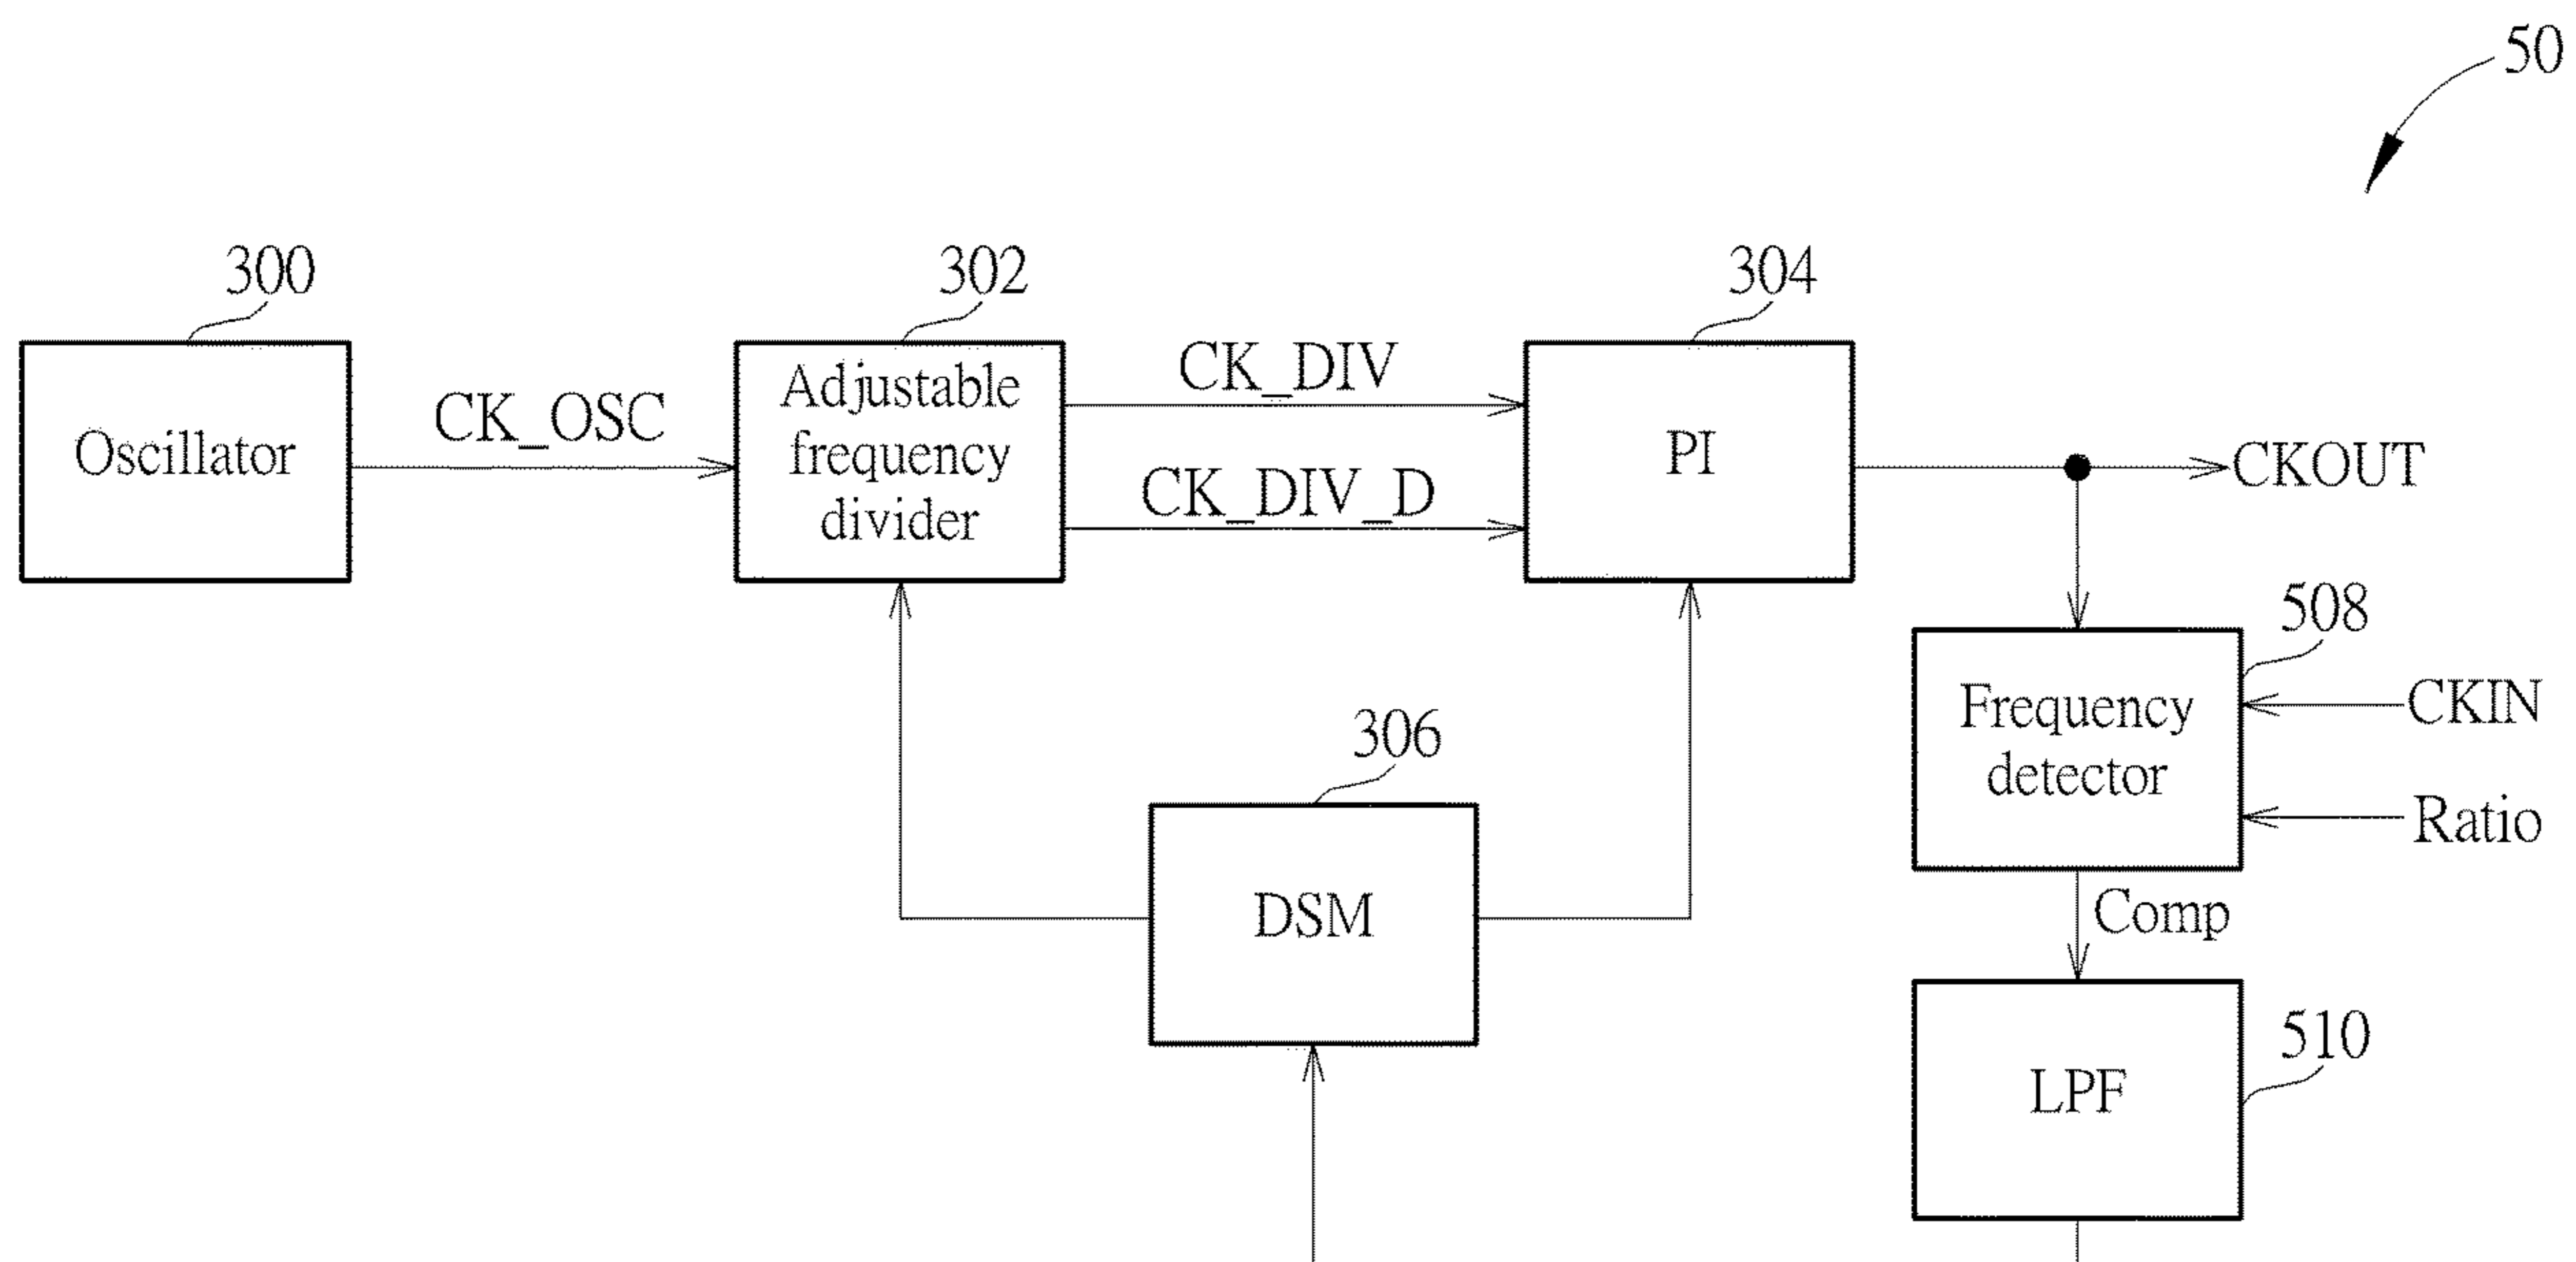 50
300
302
304
Oscillator
CK_OSC
Adjustable
frequency
divider
CK_DIV
CK_DIV_D
PI
CKOUT
508
Frequency
detector
CKIN
Ratio
306
DSM
Comp
510
LPF